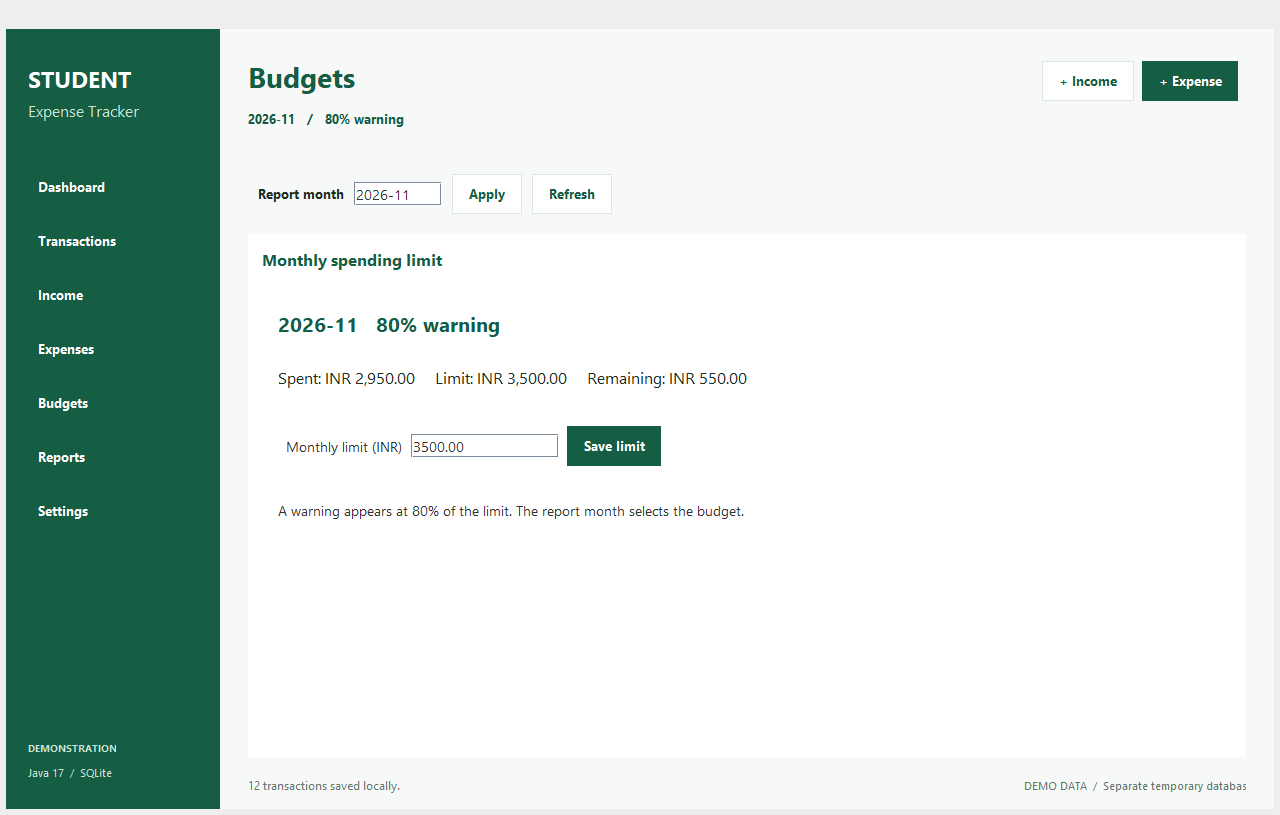 STUDENT
Expense Tracker
Dashboard
Transactions
Income
Expenses
Budgets
Reports
Settings
DEMONSTRATION
Java 17 / SQLite
Budgets
2026-11 / 80% warning
+ Income
+ Expense
Report month 2026-11 Apply Refresh
Monthly spending limit
2026-11 80% warning
Spent: INR 2,950.00 Limit: INR 3,500.00 Remaining: INR 550.00
Monthly limit (INR) 3500.00 Save limit
A warning appears at 80% of the limit. The report month selects the budget.
12 transactions saved locally.
DEMO DATA / Separate temporary databas